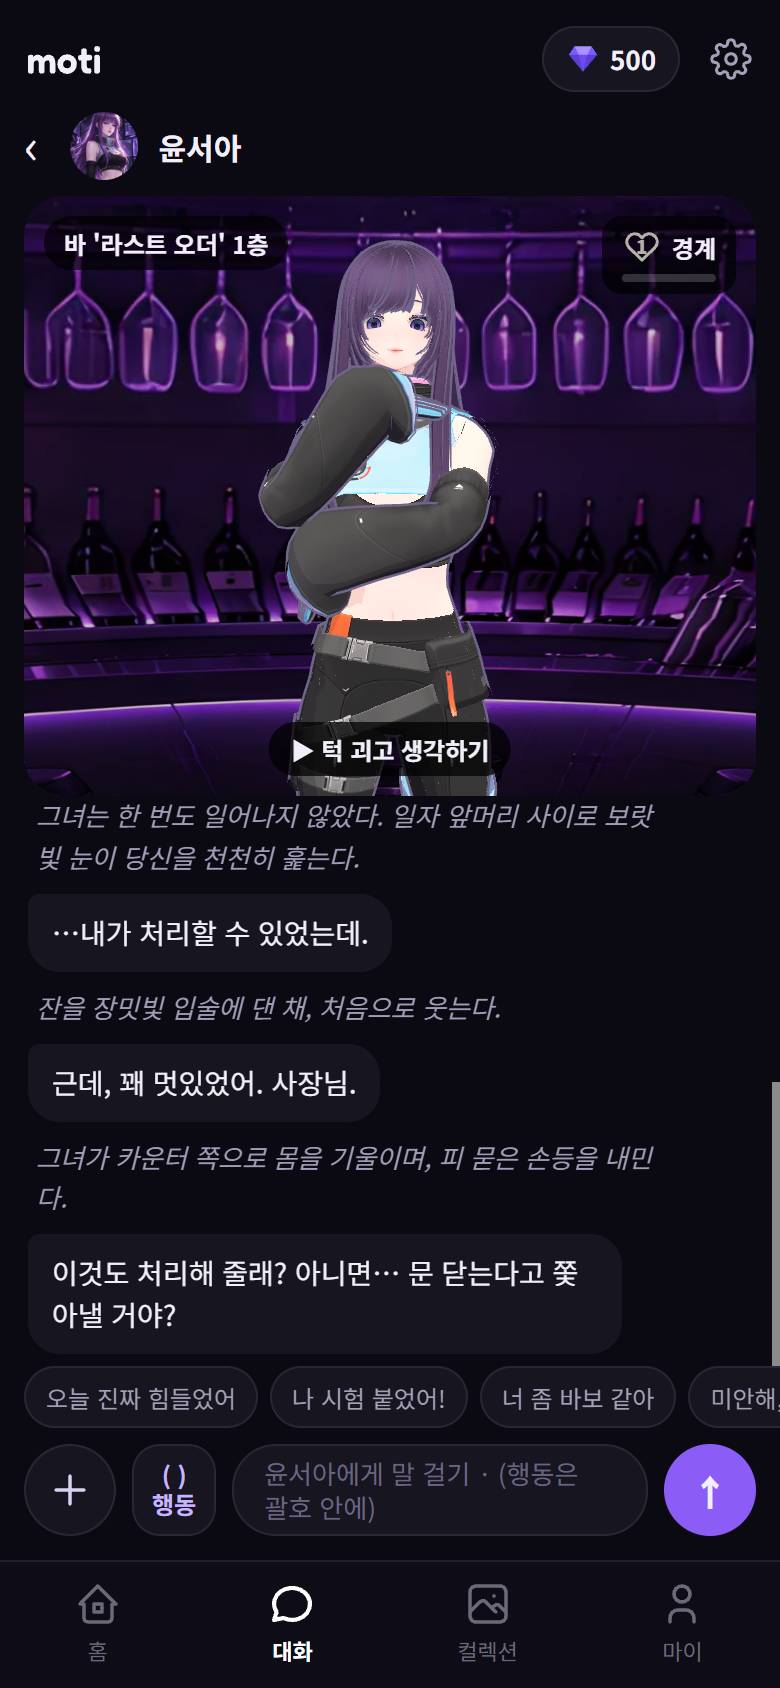 moti
500
윤서아
바 '라스트 오더' 1층
1
경계
▶ 턱 괴고 생각하기
그녀는 한 번도 일어나지 않았다. 일자 앞머리 사이로 보랏
빛 눈이 당신을 천천히 훑는다.
…내가 처리할 수 있었는데.
잔을 장밋빛 입술에 댄 채, 처음으로 웃는다.
근데, 꽤 멋있었어. 사장님.
그녀가 카운터 쪽으로 몸을 기울이며, 피 묻은 손등을 내민
다.
이것도 처리해 줄래? 아니면… 문 닫는다고 쫓
아낼 거야?
오늘 진짜 힘들었어
나 시험 붙었어!
너 좀 바보 같아
미안해,
( )
행동
윤서아에게 말 걸기 · (행동은
괄호 안에)
홈
대화
컬렉션
마이